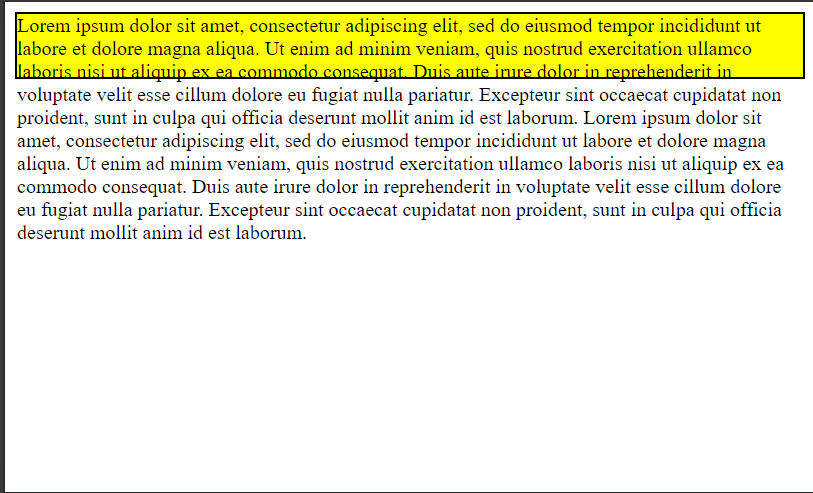 Lorem ipsum dolor sit amet, consectetur adipiscing elit, sed do eiusmod tempor incididunt ut
labore et dolore magna aliqua. Ut enim ad minim veniam, quis nostrud exercitation ullamco
laboris nisi ut aliquip ex ea commodo consequat. Duis aute irure dolor in reprehenderit in
voluptate velit esse cillum dolore eu fugiat nulla pariatur. Excepteur sint occaecat cupidatat non
proident, sunt in culpa qui officia deserunt mollit anim id est laborum. Lorem ipsum dolor sit
amet, consectetur adipiscing elit, sed do eiusmod tempor incididunt ut labore et dolore magna
aliqua. Ut enim ad minim veniam, quis nostrud exercitation ullamco laboris nisi ut aliquip ex ea
commodo consequat. Duis aute irure dolor in reprehenderit in voluptate velit esse cillum dolore
eu fugiat nulla pariatur. Excepteur sint occaecat cupidatat non proident, sunt in culpa qui officia
deserunt mollit anim id est laborum.